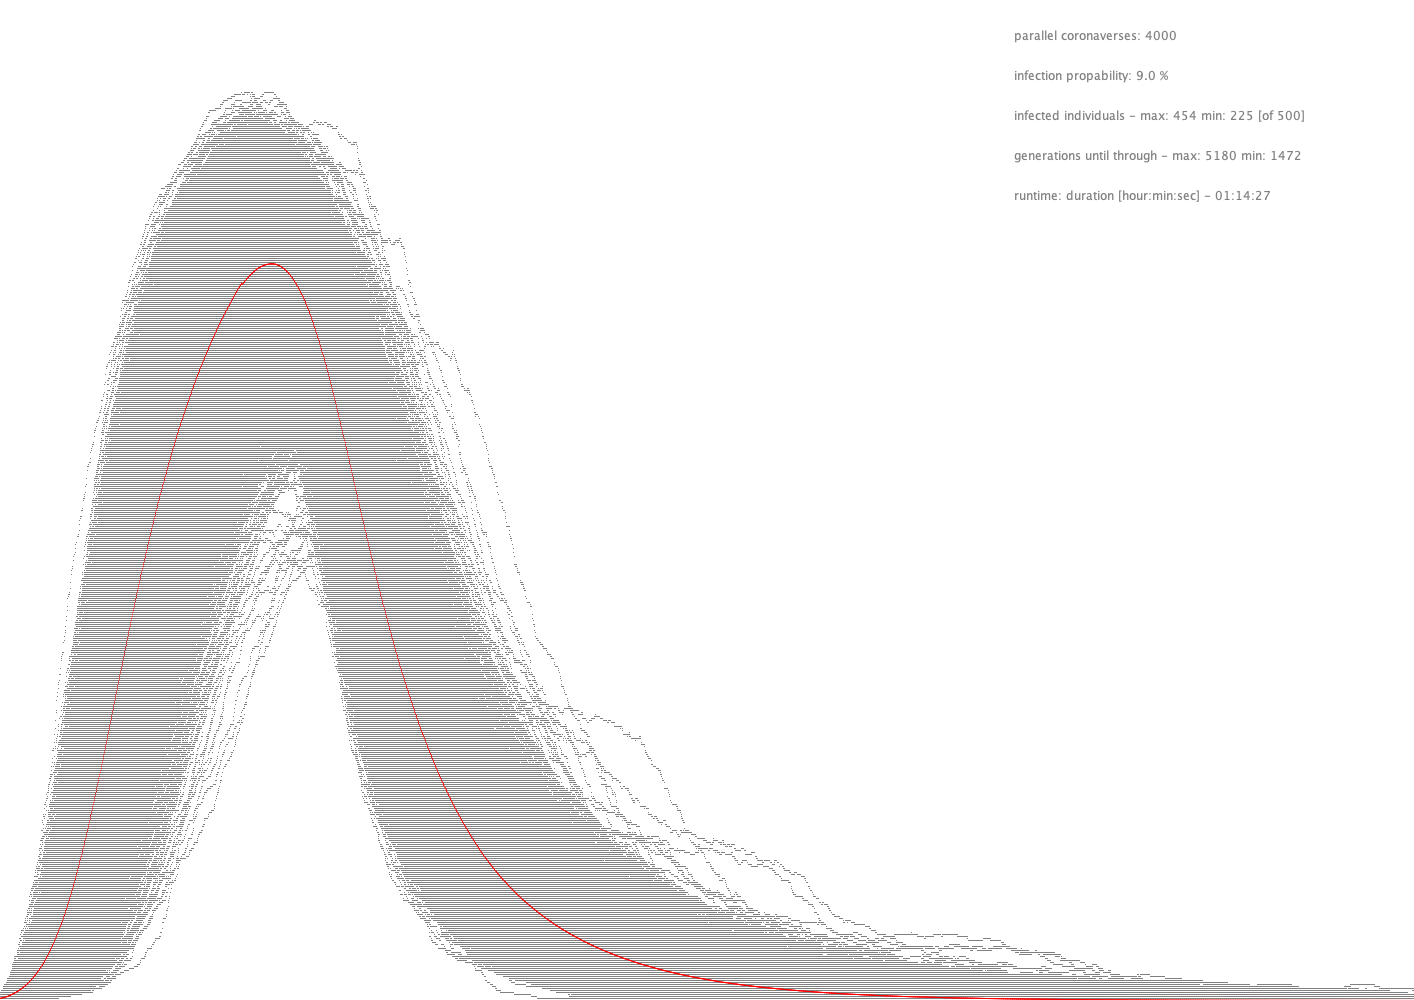 parallel coronaverses: 4000
infection propability: 9.0 %
infected individuals – max: 454 min: 225 [of 500]
generations until through – max: 5180 min: 1472
runtime: duration [hour:min:sec] – 01:14:27